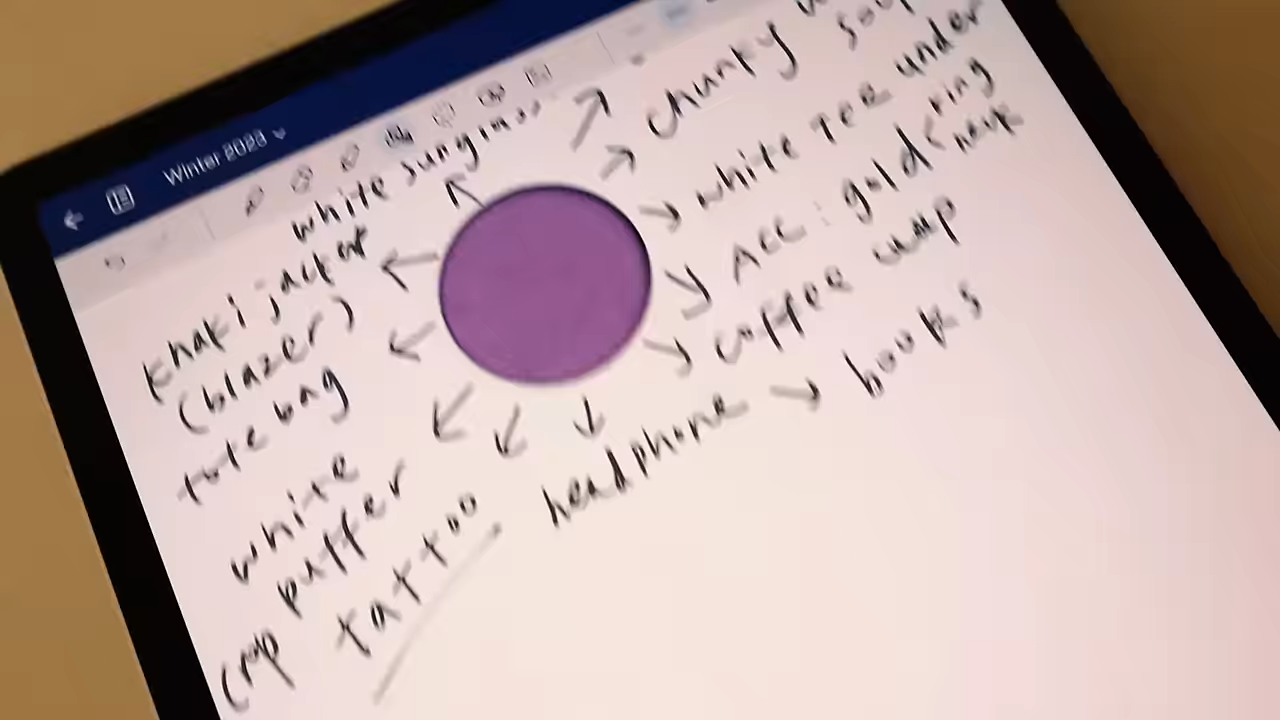 Winter 2023
white sunglass
chunky
white tee under
khaki jacket
(blazer)
Acc: gold < ring
neck
tote bag
coffee cup
headphone → books
white
puffer
crop
tattoo